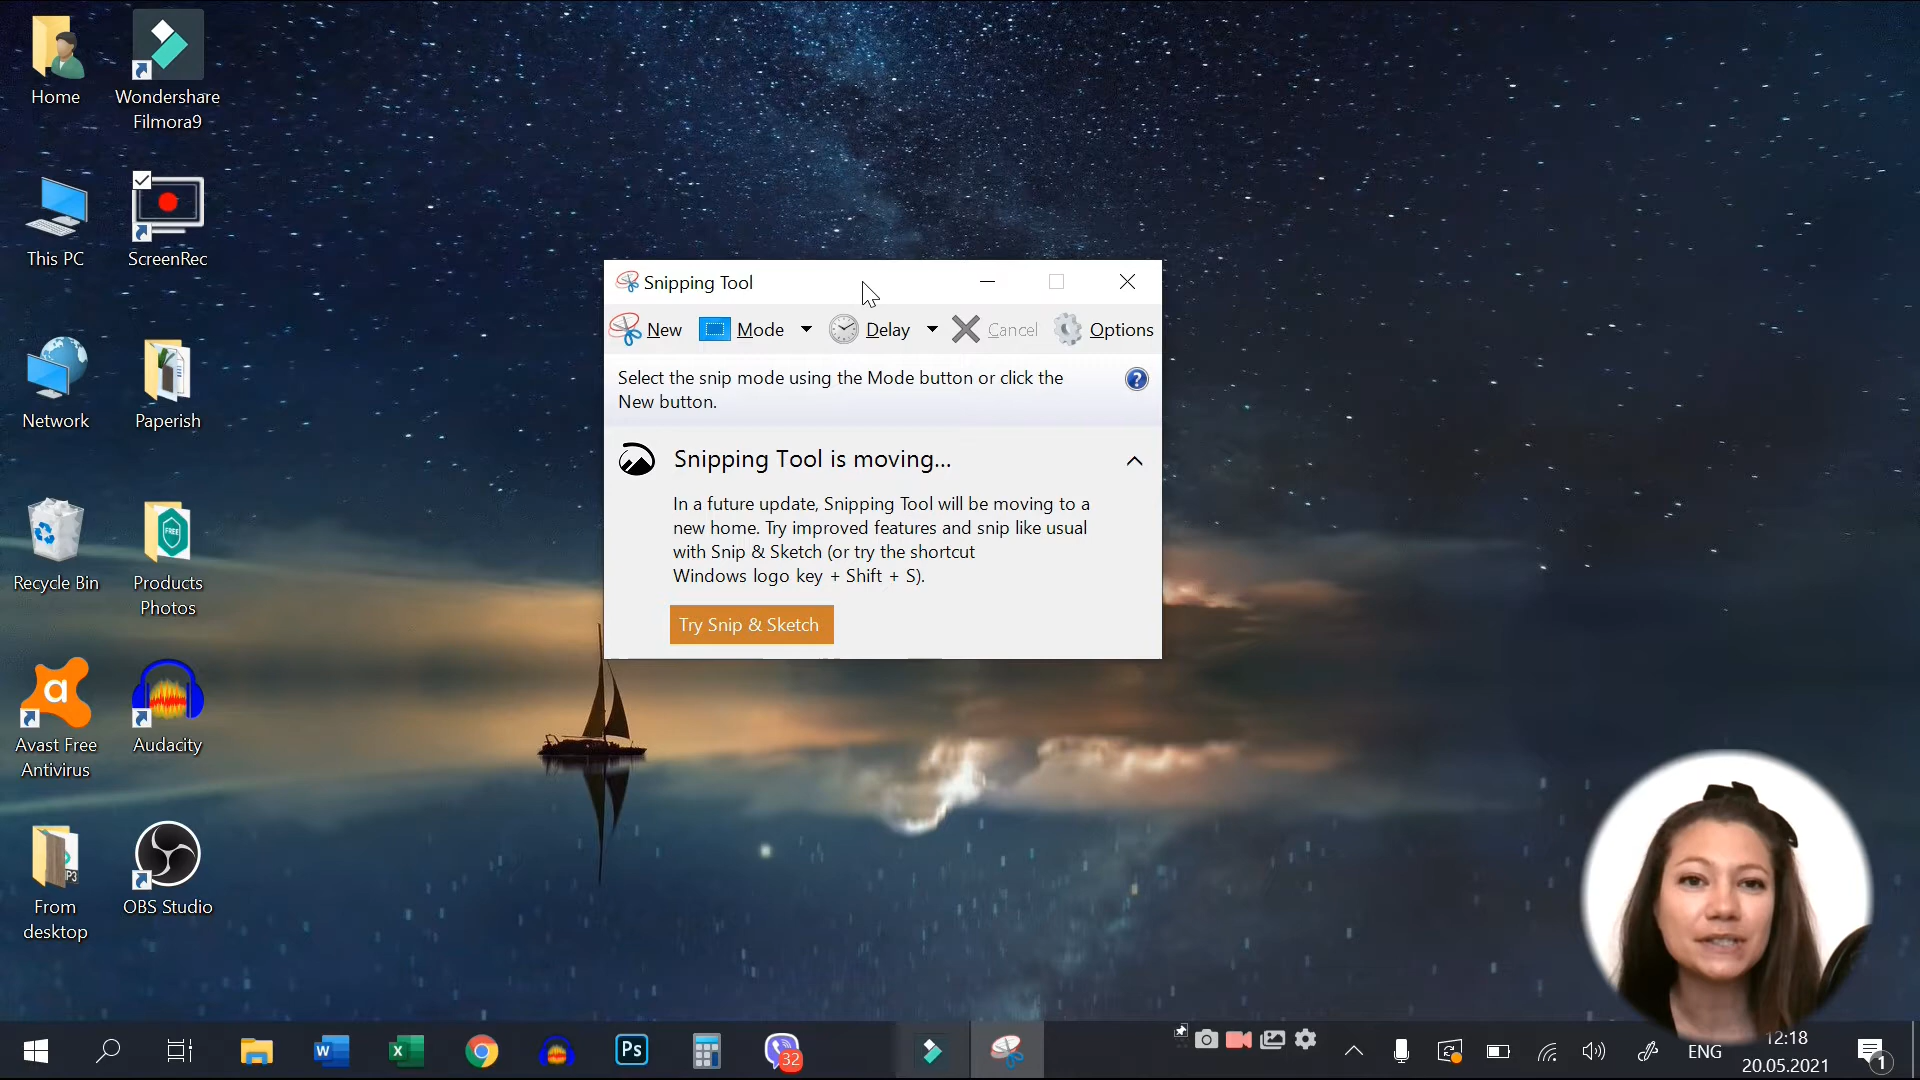 Home
Wondershare
Filmora9
This PC
ScreenRec
Network
Paperish
Recycle Bin
FREE
Products
Photos
a
Avast Free
Antivirus
Audacity
From
desktop
OBS Studio
Snipping Tool
New
Mode
Delay
Cancel
Options
Select the snip mode using the Mode button or click the
New button.
?
Snipping Tool is moving...
In a future update, Snipping Tool will be moving to a
new home. Try improved features and snip like usual
with Snip & Sketch (or try the shortcut
Windows logo key + Shift + S).
Try Snip & Sketch
W
X
Ps
32
ENG
12:18
20.05.2021
1